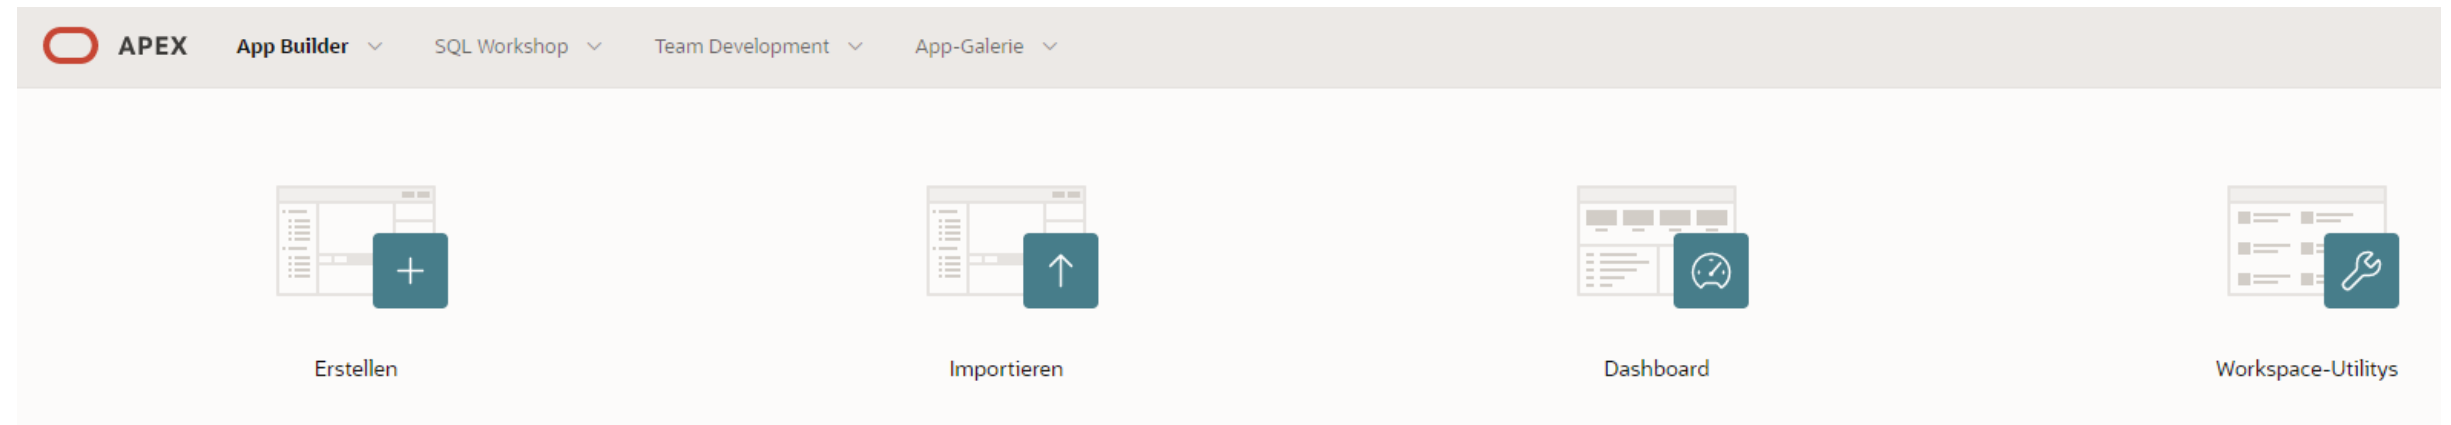 APEX App Builder SQL Workshop Team Development App-Galerie
Erstellen Importieren Dashboard Workspace-Utilitys